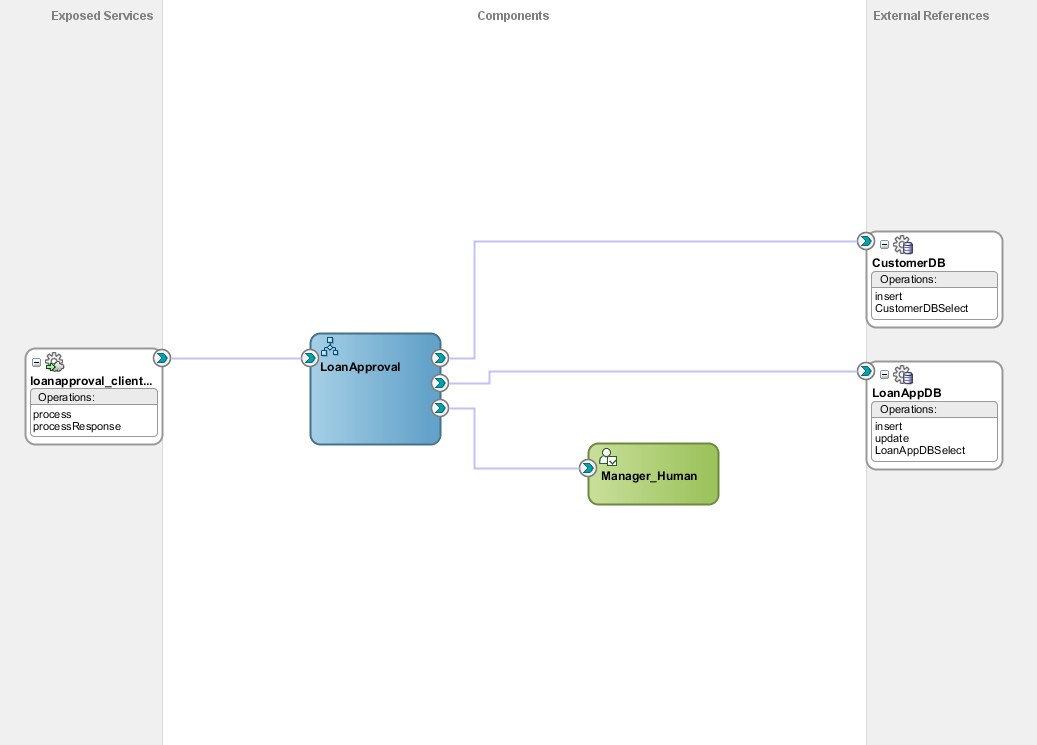 Exposed Services
Components
External References
CustomerDB
Operations:
insert
CustomerDBSelect
LoanApproval
loanapproval_client...
Operations:
process
processResponse
LoanAppDB
Operations:
insert
update
LoanAppDBSelect
Manager_Human